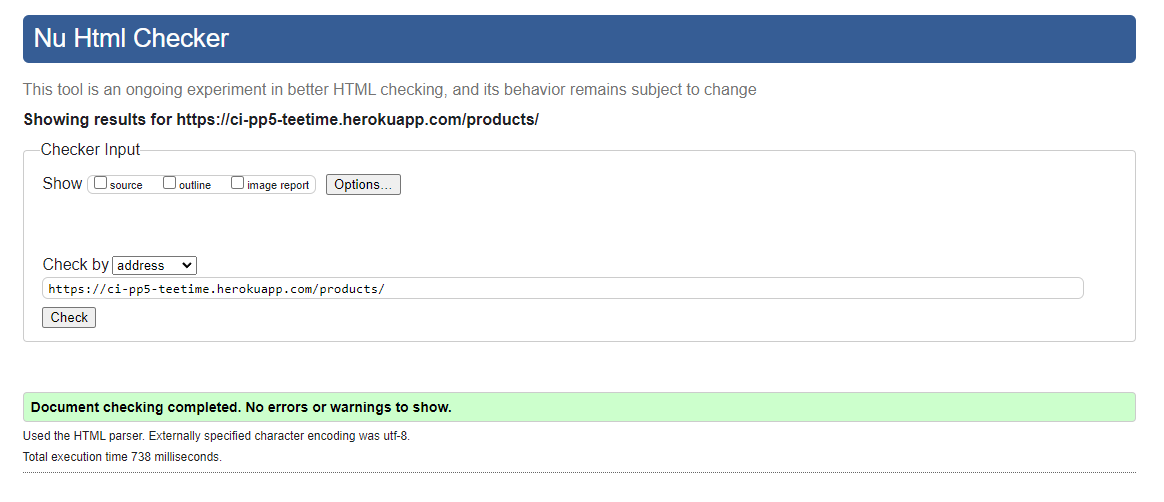 Nu Html Checker
This tool is an ongoing experiment in better HTML checking, and its behavior remains subject to change
Showing results for https://ci-pp5-teetime.herokuapp.com/products/
Checker Input
Show source outline image report Options...
Check by address
https://ci-pp5-teetime.herokuapp.com/products/
Check
Document checking completed. No errors or warnings to show.
Used the HTML parser. Externally specified character encoding was utf-8.
Total execution time 738 milliseconds.